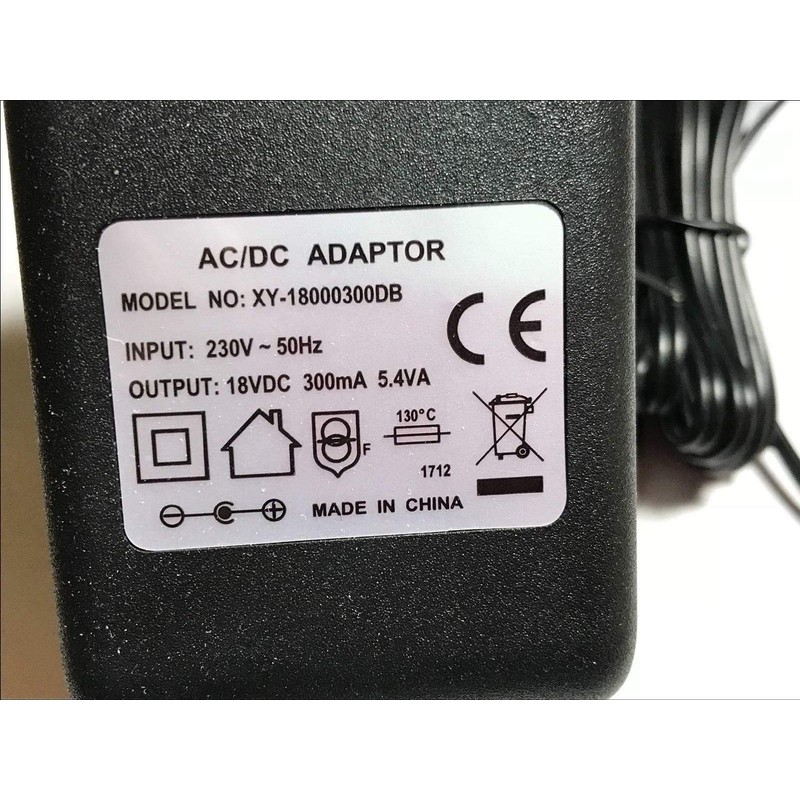 AC/DC ADAPTOR
MODEL NO: XY-18000300DB
CE
INPUT: 230V ~ 50Hz
OUTPUT: 18VDC 300mA 5.4VA
130°C
F
1712
MADE IN CHINA